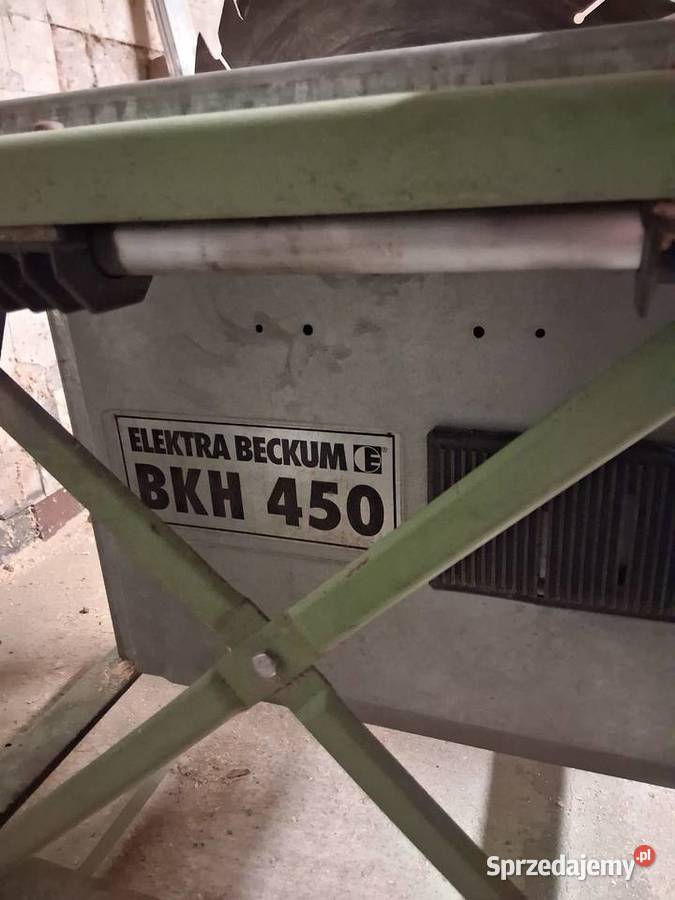 ELEKTRA BECKUM
BKH 450
Sprzedajemy.pl